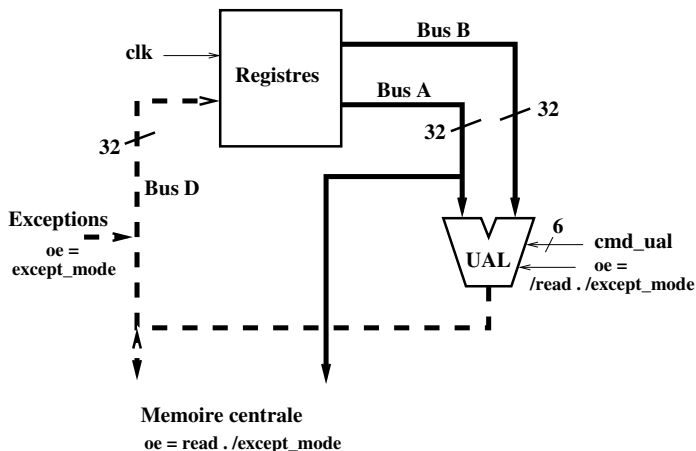 Bus B
clk
Registres
Bus A
32
32
32
Bus D
Exceptions
oe =
except_mode
6
cmd_ual
UAL
oe =
/read . /except_mode
Memoire centrale
oe = read . /except_mode